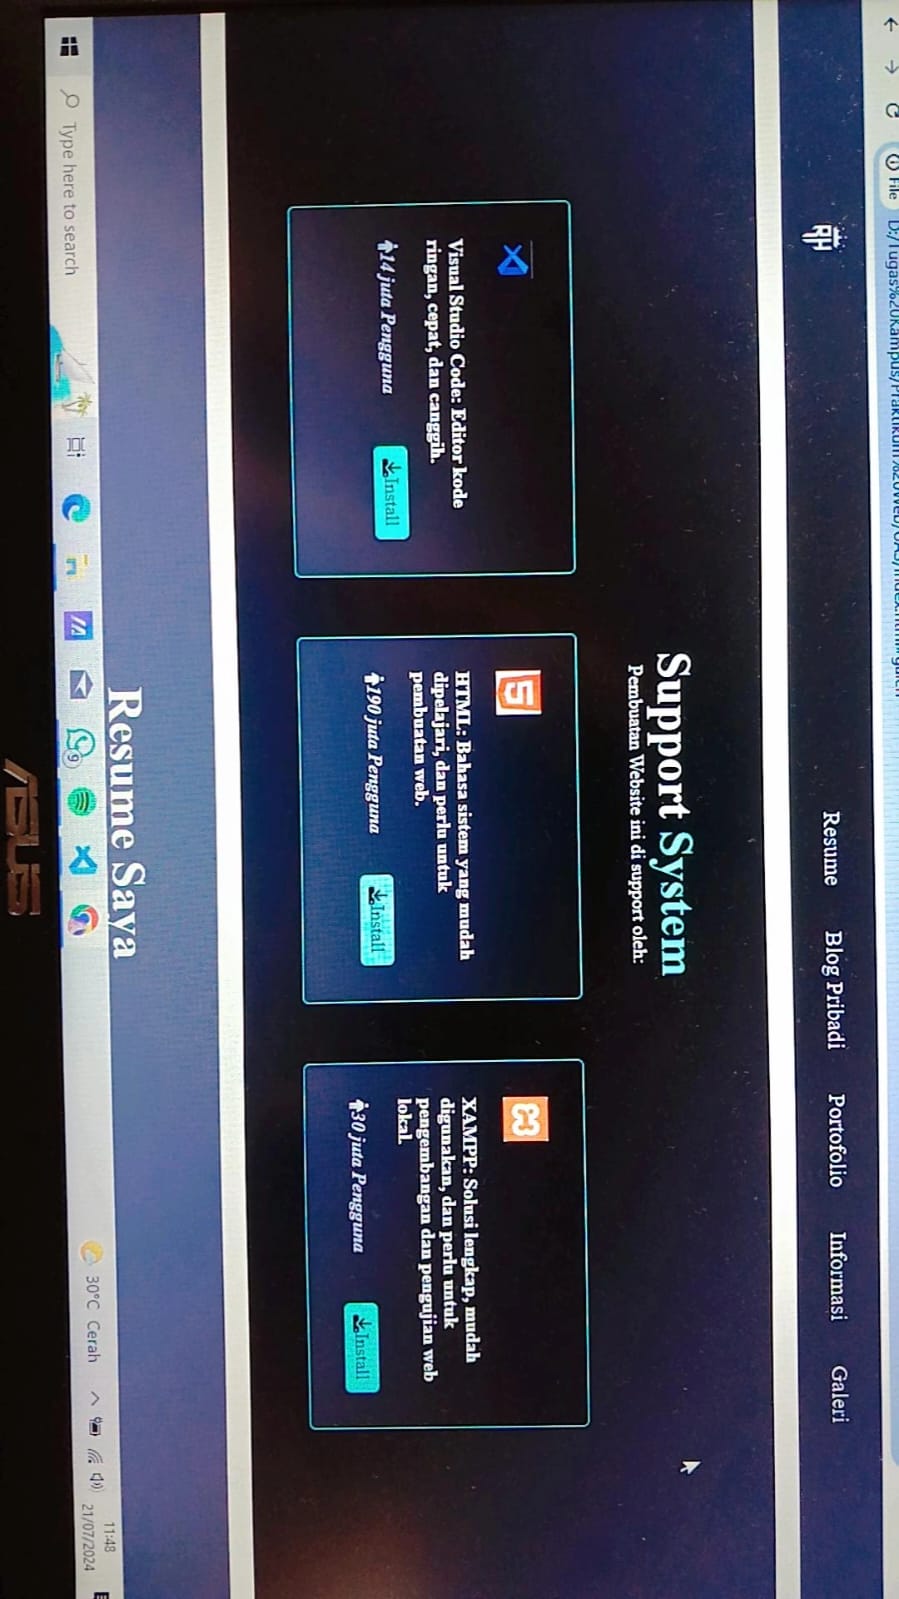 File D:/Tugas%20Kampus/Praktikum%20Web/UAS/index.html#galeri
RH
Resume Blog Pribadi Portofolio Informasi Galeri
Support System
Pembuatan Website ini di support oleh:
Visual Studio Code: Editor kode
ringan, cepat, dan canggih.
14 juta Pengguna Install
HTML: Bahasa sistem yang mudah
dipelajari, dan perlu untuk
pembuatan web.
190 juta Pengguna Install
XAMPP: Solusi lengkap, mudah
digunakan, dan perlu untuk
pengembangan dan pengujian web
lokal.
30 juta Pengguna Install
Resume Saya
Type here to search
9
30°C Cerah
11:48
21/07/2024
ASUS